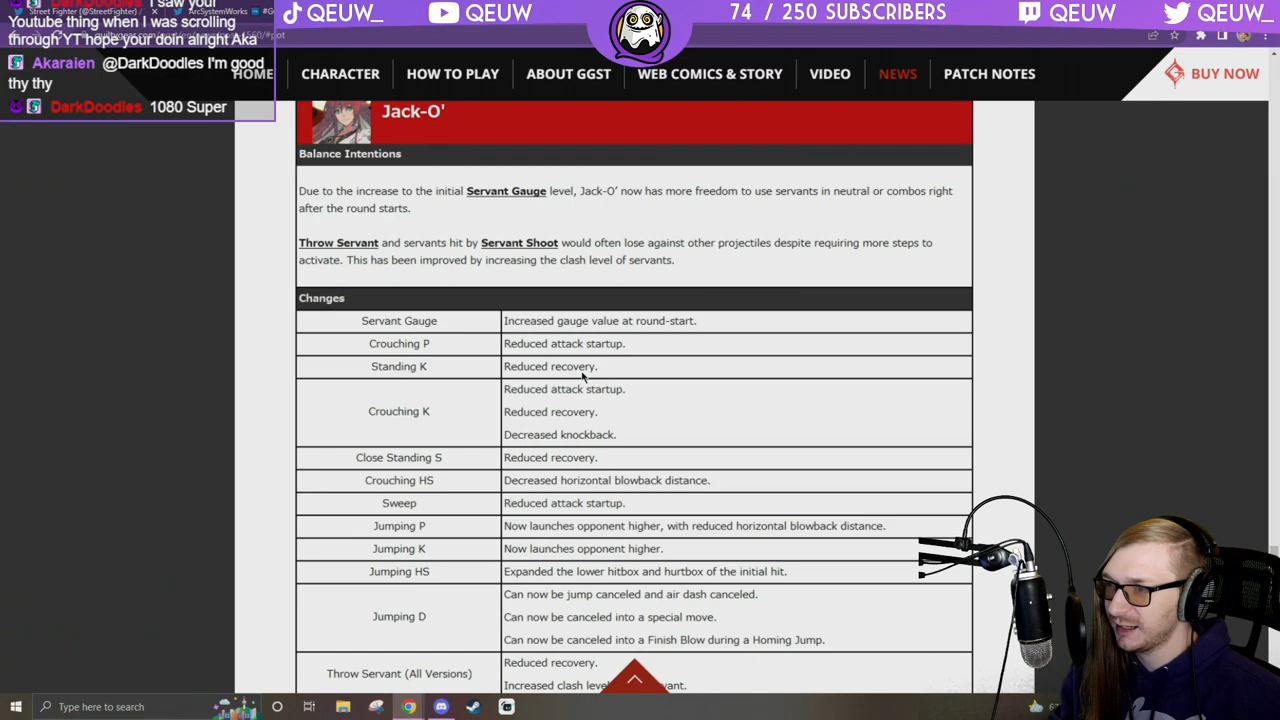 Youtube thing when I was scrolling
through YT hope your doin alright Aka
Akaraien @DarkDoodles I'm good
thy thy
DarkDoodles 1080 Super
QEUW_
QEUW
74 / 250 SUBSCRIBERS
QEUW
QEUW_
HOME
CHARACTER
HOW TO PLAY
ABOUT GGST
WEB COMICS & STORY
VIDEO
NEWS
PATCH NOTES
BUY NOW
Jack-O'
Balance Intentions
Due to the increase to the initial Servant Gauge level, Jack-O' now has more freedom to use servants in neutral or combos right
after the round starts.
Throw Servant and servants hit by Servant Shoot would often lose against other projectiles despite requiring more steps to
activate. This has been improved by increasing the clash level of servants.
Changes
Servant Gauge Increased gauge value at round-start.
Crouching P Reduced attack startup.
Standing K Reduced recovery.
Crouching K
Reduced attack startup.
Reduced recovery.
Decreased knockback.
Close Standing S Reduced recovery.
Crouching HS Decreased horizontal blowback distance.
Sweep Reduced attack startup.
Jumping P Now launches opponent higher, with reduced horizontal blowback distance.
Jumping K Now launches opponent higher.
Jumping HS Expanded the lower hitbox and hurtbox of the initial hit.
Jumping D
Can now be jump canceled and air dash canceled.
Can now be canceled into a special move.
Can now be canceled into a Finish Blow during a Homing Jump.
Throw Servant (All Versions)
Reduced recovery.
Increased clash
Type here to search